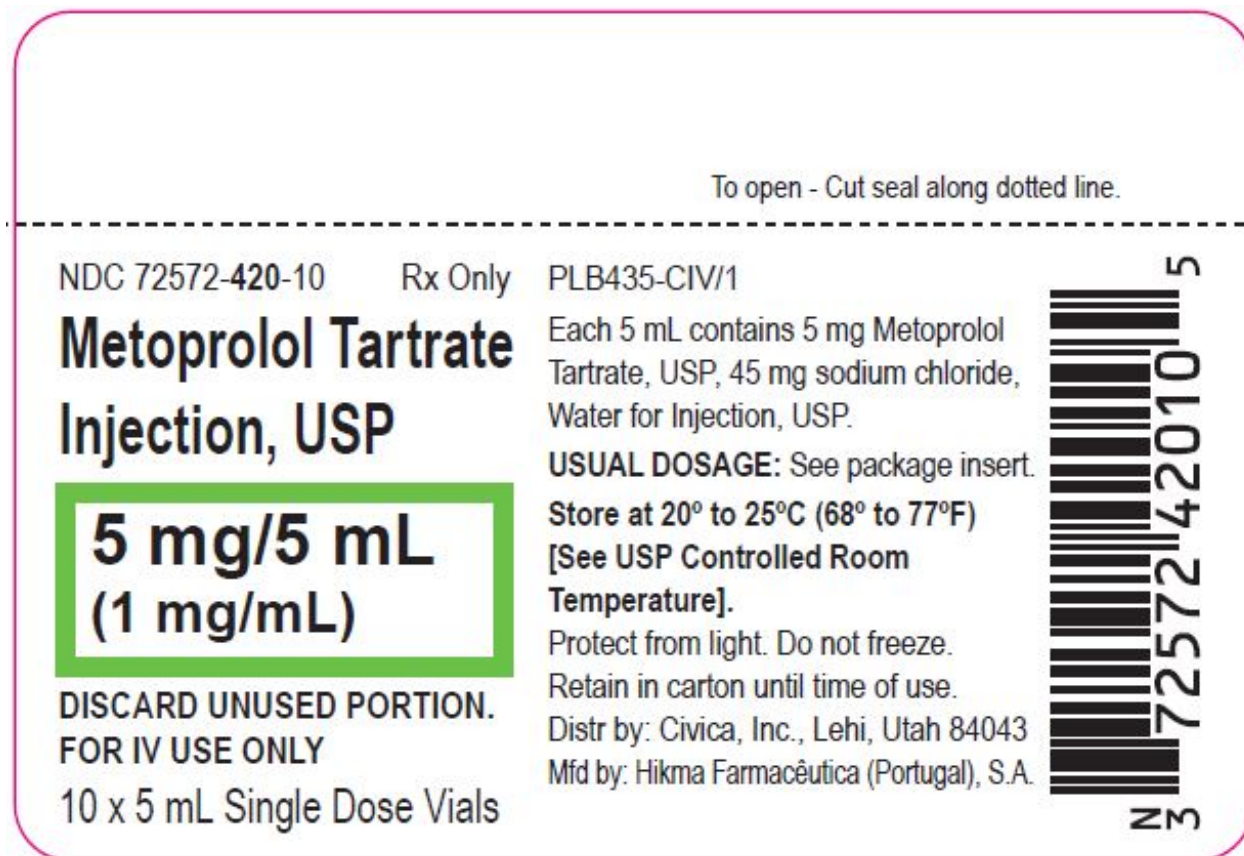 To open - Cut seal along dotted line.
NDC 72572-420-10 Rx Only
Metoprolol Tartrate
Injection, USP
5 mg/5 mL
(1 mg/mL)
DISCARD UNUSED PORTION.
FOR IV USE ONLY
10 x 5 mL Single Dose Vials
PLB435-CIV/1
Each 5 mL contains 5 mg Metoprolol
Tartrate, USP, 45 mg sodium chloride,
Water for Injection, USP.
USUAL DOSAGE: See package insert.
Store at 20º to 25ºC (68º to 77ºF)
[See USP Controlled Room
Temperature].
Protect from light. Do not freeze.
Retain in carton until time of use.
Distr by: Civica, Inc., Lehi, Utah 84043
Mfd by: Hikma Farmacêutica (Portugal), S.A.
N
3 72572 42010 5